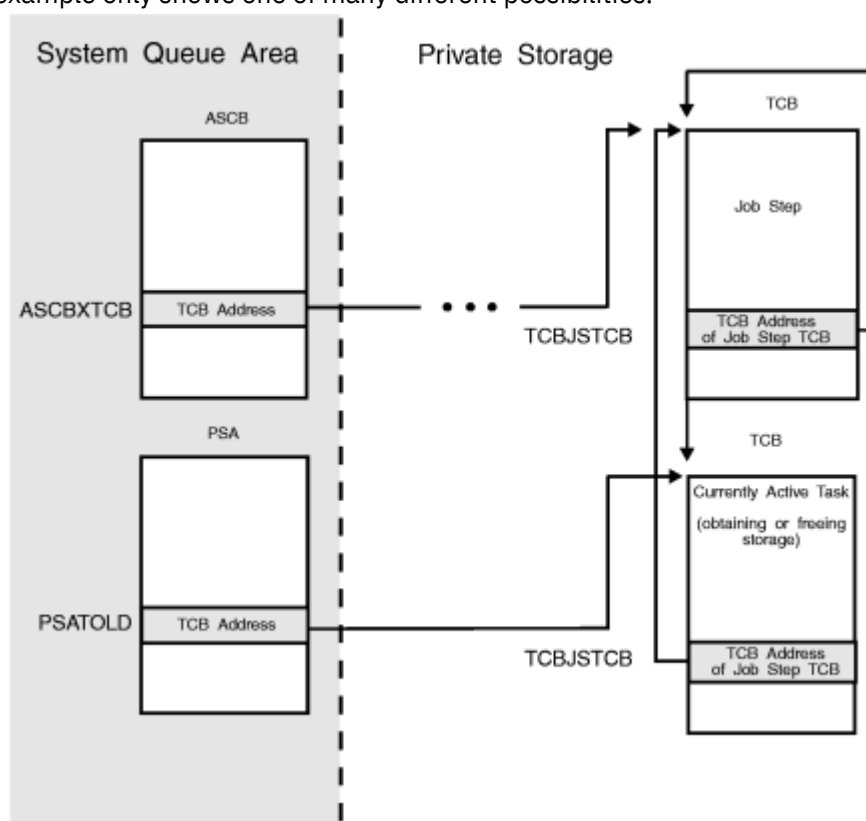 example only shows one of many different possibilities.
System Queue Area
Private Storage
ASCB
TCB
Job Step
ASCBXTCB
TCB Address
TCBJSTCB
TCB Address
of Job Step TCB
PSA
TCB
Currently Active Task
(obtaining or freeing
storage)
PSATOLD
TCB Address
TCBJSTCB
TCB Address
of Job Step TCB